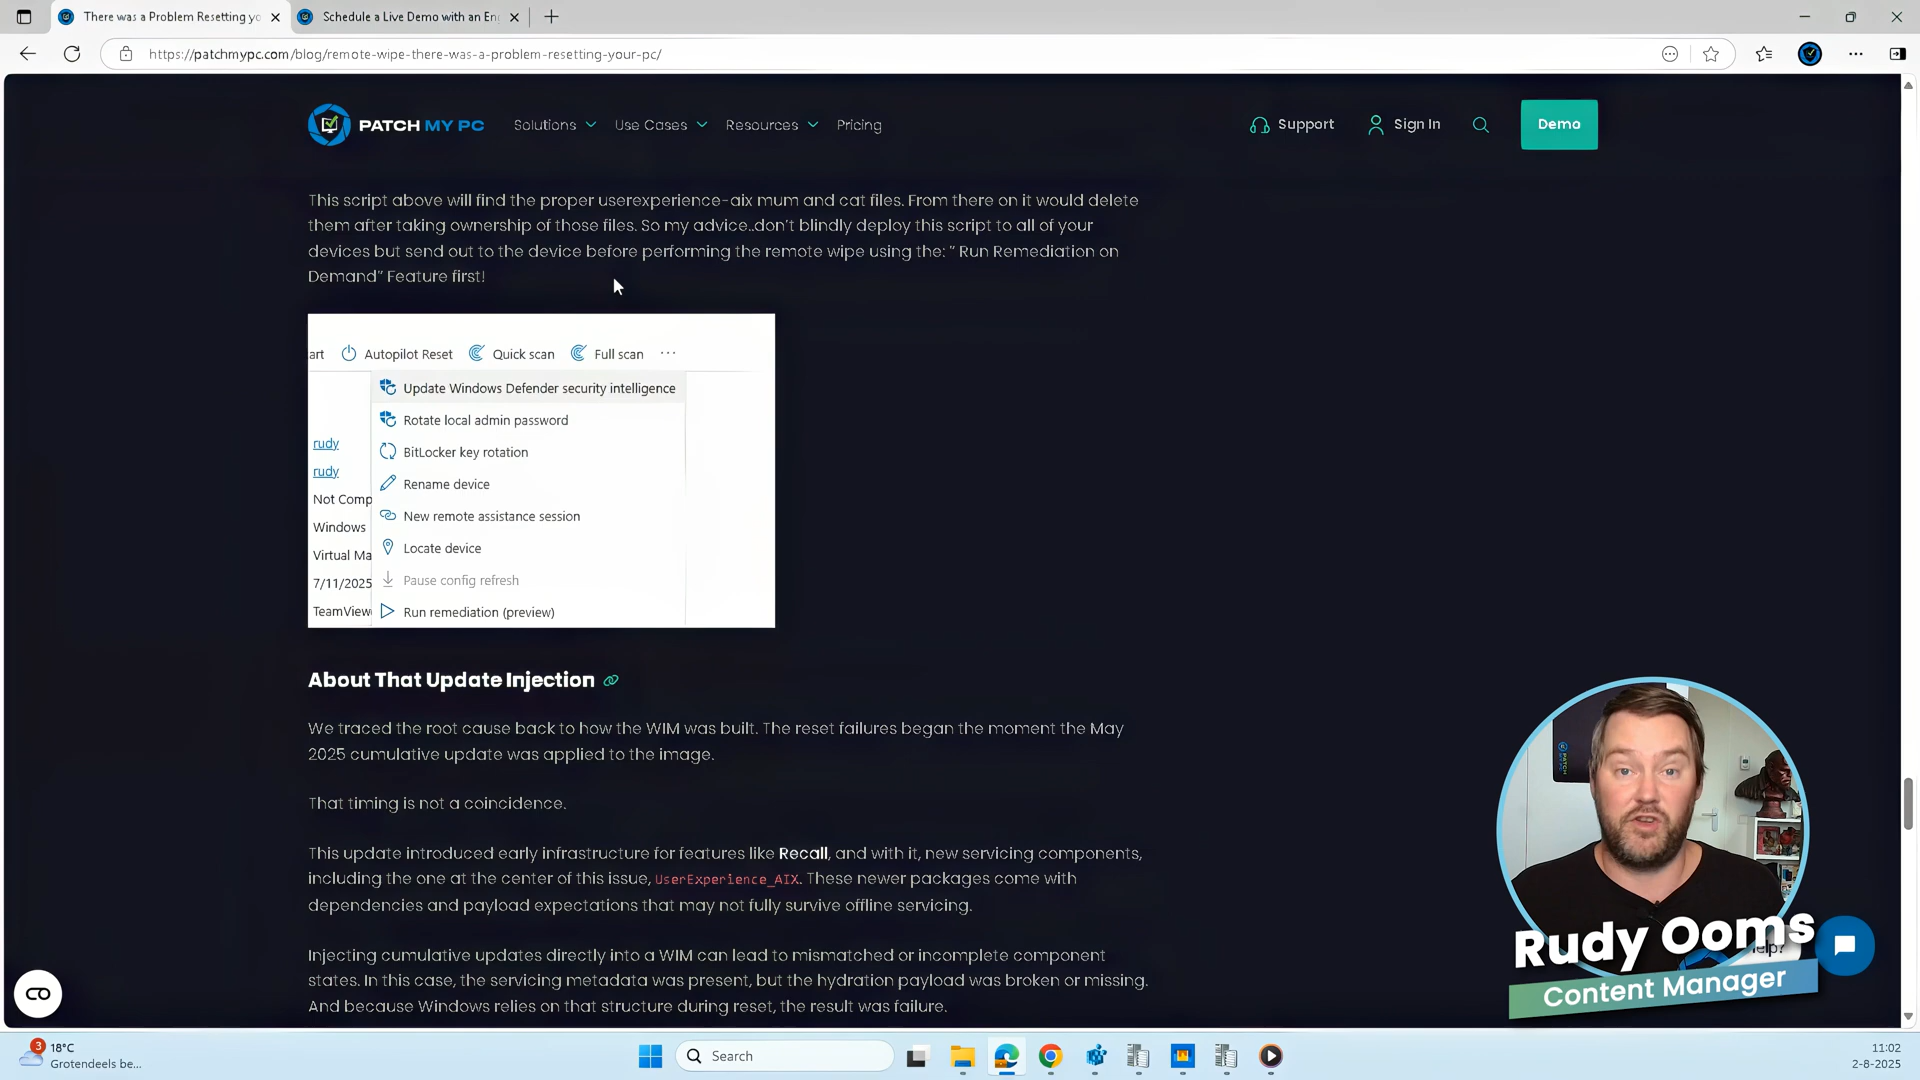 There was a Problem Resetting yo
Schedule a Live Demo with an En
https://patchmypc.com/blog/remote-wipe-there-was-a-problem-resetting-your-pc/
PATCH MY PC
Solutions
Use Cases
Resources
Pricing
Support
Sign In
Demo
This script above will find the proper userexperience-aix mum and cat files. From there on it would delete
them after taking ownership of those files. So my advice..don't blindly deploy this script to all of your
devices but send out to the device before performing the remote wipe using the: " Run Remediation on
Demand" Feature first!
art
Autopilot Reset
Quick scan
Full scan
Update Windows Defender security intelligence
Rotate local admin password
rudy
BitLocker key rotation
rudy
Rename device
Not Comp
New remote assistance session
Windows
Locate device
Virtual Ma
Pause config refresh
7/11/2025
Run remediation (preview)
TeamView
About That Update Injection
We traced the root cause back to how the WIM was built. The reset failures began the moment the May
2025 cumulative update was applied to the image.
That timing is not a coincidence.
This update introduced early infrastructure for features like Recall, and with it, new servicing components,
including the one at the center of this issue, UserExperience_AIX. These newer packages come with
dependencies and payload expectations that may not fully survive offline servicing.
Injecting cumulative updates directly into a WIM can lead to mismatched or incomplete component
states. In this case, the servicing metadata was present, but the hydration payload was broken or missing.
And because Windows relies on that structure during reset, the result was failure.
Rudy Ooms
Content Manager
3
18°C
Grotendeels be...
Search
11:02
2-8-2025